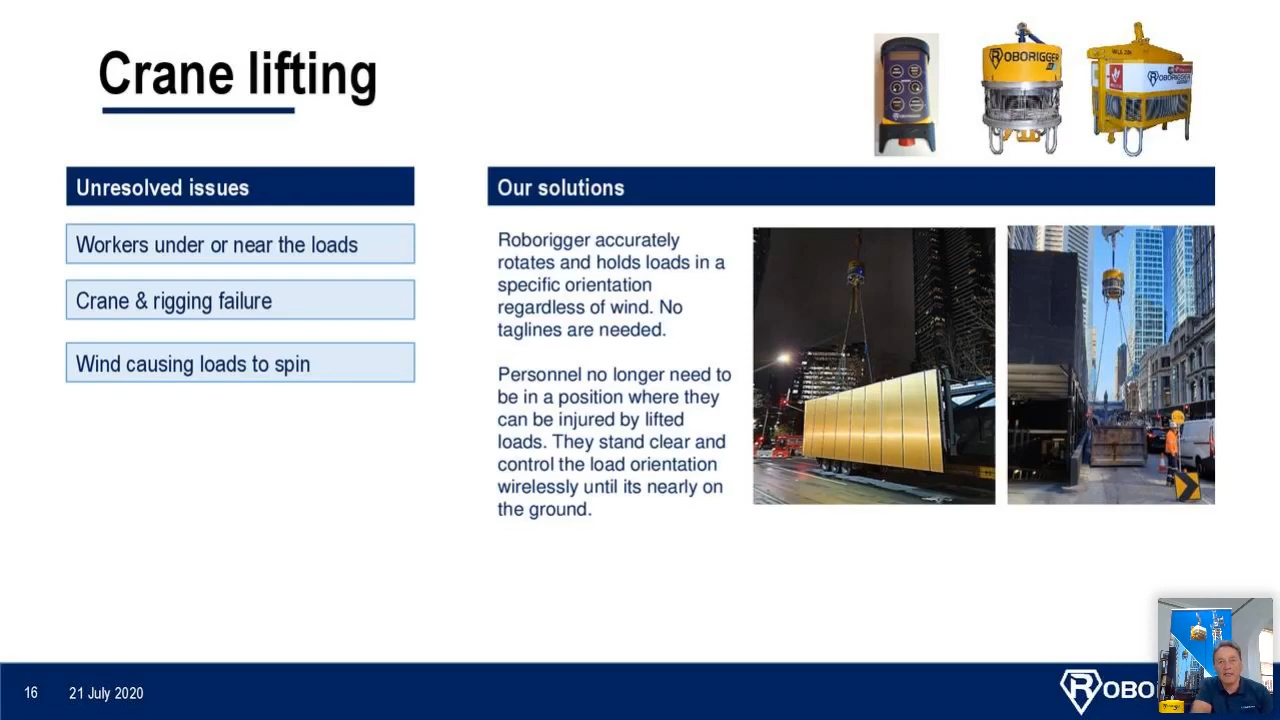 Crane lifting
ROBORIGGER
WLL 20t
ROBORIGGER
Unresolved issues
Our solutions
Workers under or near the loads
Crane & rigging failure
Wind causing loads to spin
Roborigger accurately
rotates and holds loads in a
specific orientation
regardless of wind. No
taglines are needed.
Personnel no longer need to
be in a position where they
can be injured by lifted
loads. They stand clear and
control the load orientation
wirelessly until its nearly on
the ground.
16
21 July 2020
ROBO